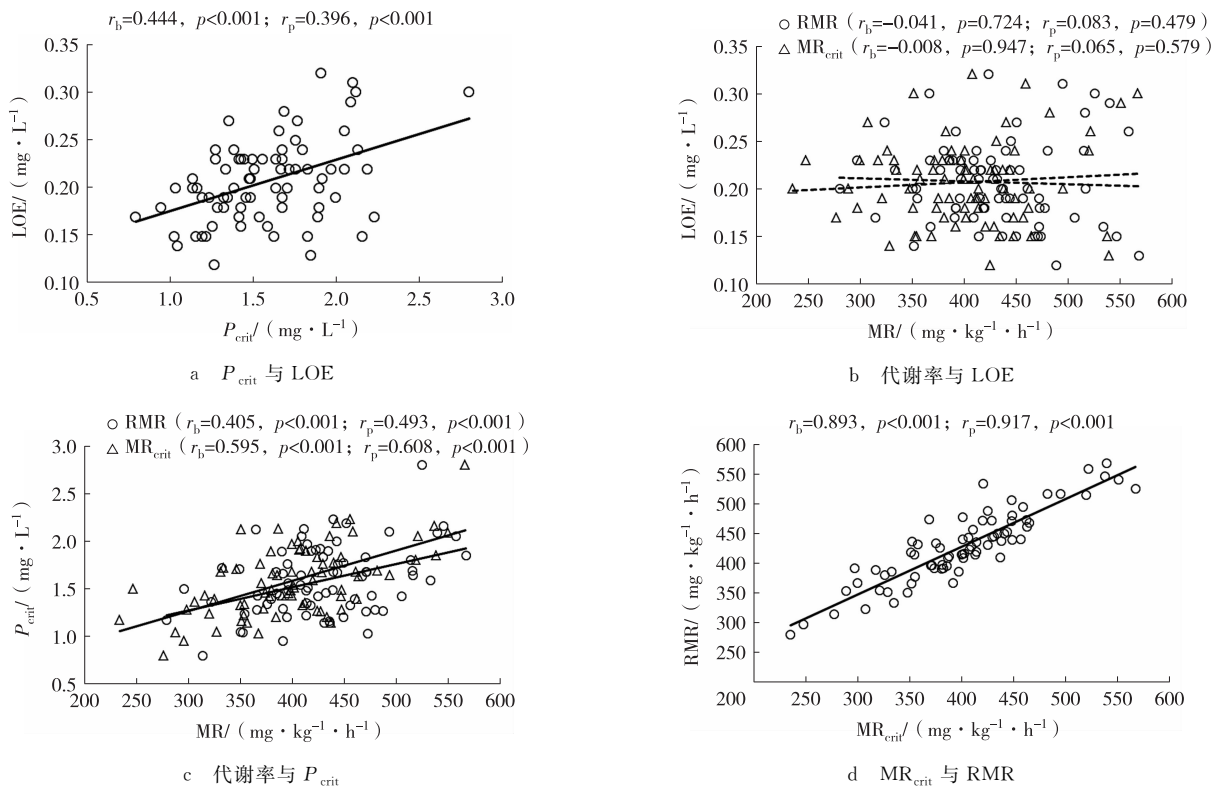 r_b=0.444, p<0.001; r_p=0.396, p<0.001
0.35
0.30
0.25
0.20
0.15
0.10
LOE/(mg·L⁻¹)
0.5 1.0 1.5 2.0 2.5 3.0
P_crit/(mg·L⁻¹)
a P_crit 与 LOE
○ RMR (r_b=−0.041, p=0.724; r_p=0.083, p=0.479)
△ MR_crit (r_b=−0.008, p=0.947; r_p=0.065, p=0.579)
0.35
0.30
0.25
0.20
0.15
0.10
LOE/(mg·L⁻¹)
200 250 300 350 400 450 500 550 600
MR/(mg·kg⁻¹·h⁻¹)
b 代谢率与 LOE
○ RMR (r_b=0.405, p<0.001; r_p=0.493, p<0.001)
△ MR_crit (r_b=0.595, p<0.001; r_p=0.608, p<0.001)
3.0
2.5
2.0
1.5
1.0
0.5
P_crit/(mg·L⁻¹)
200 250 300 350 400 450 500 550 600
MR/(mg·kg⁻¹·h⁻¹)
c 代谢率与 P_crit
r_b=0.893, p<0.001; r_p=0.917, p<0.001
600
550
500
450
400
350
300
250
200
RMR/(mg·kg⁻¹·h⁻¹)
200 250 300 350 400 450 500 550 600
MR_crit/(mg·kg⁻¹·h⁻¹)
d MR_crit 与 RMR